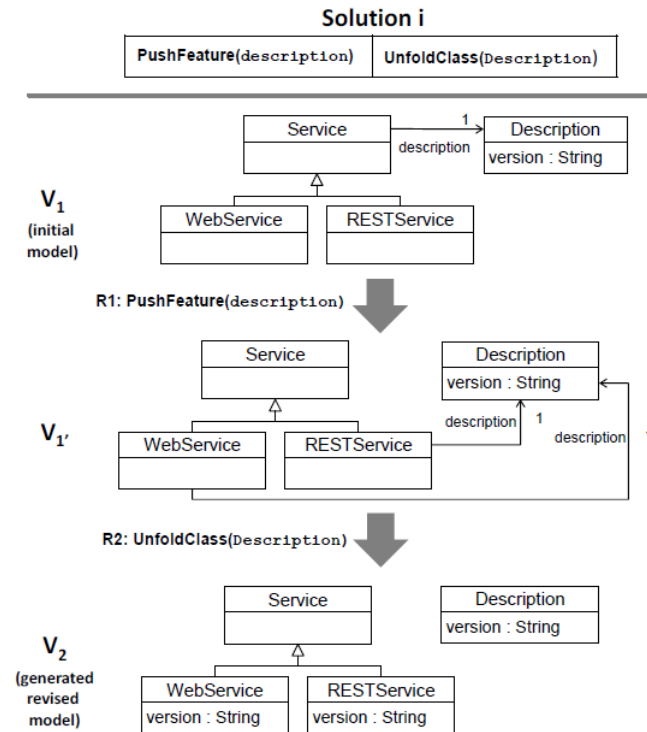 Solution i
PushFeature(description) UnfoldClass(Description)
Service
1
description
Description
version : String
V1
(initial
model)
WebService
RESTService
R1: PushFeature(description)
Service
Description
version : String
V1'
WebService
RESTService
description
1
description
R2: UnfoldClass(Description)
Service
Description
version : String
V2
(generated
revised
model)
WebService
version : String
RESTService
version : String